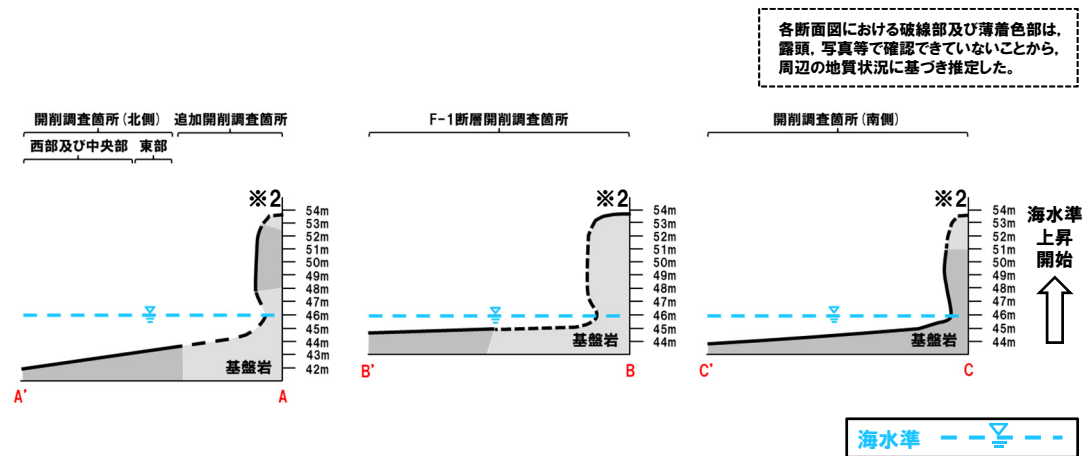 各断面図における破線部及び薄着色部は，
露頭，写真等で確認できていないことから，
周辺の地質状況に基づき推定した。
開削調査箇所（北側） 追加開削調査箇所
西部及び中央部 東部
※2
54m
53m
52m
51m
50m
49m
48m
47m
46m
45m
44m
43m
42m
基盤岩
A' A
F-1断層開削調査箇所
※2
54m
53m
52m
51m
50m
49m
48m
47m
46m
45m
44m
基盤岩
B' B
開削調査箇所（南側）
※2
54m
53m
52m
51m
50m
49m
48m
47m
46m
45m
44m
基盤岩
C' C
海水準
上昇
開始
海水準